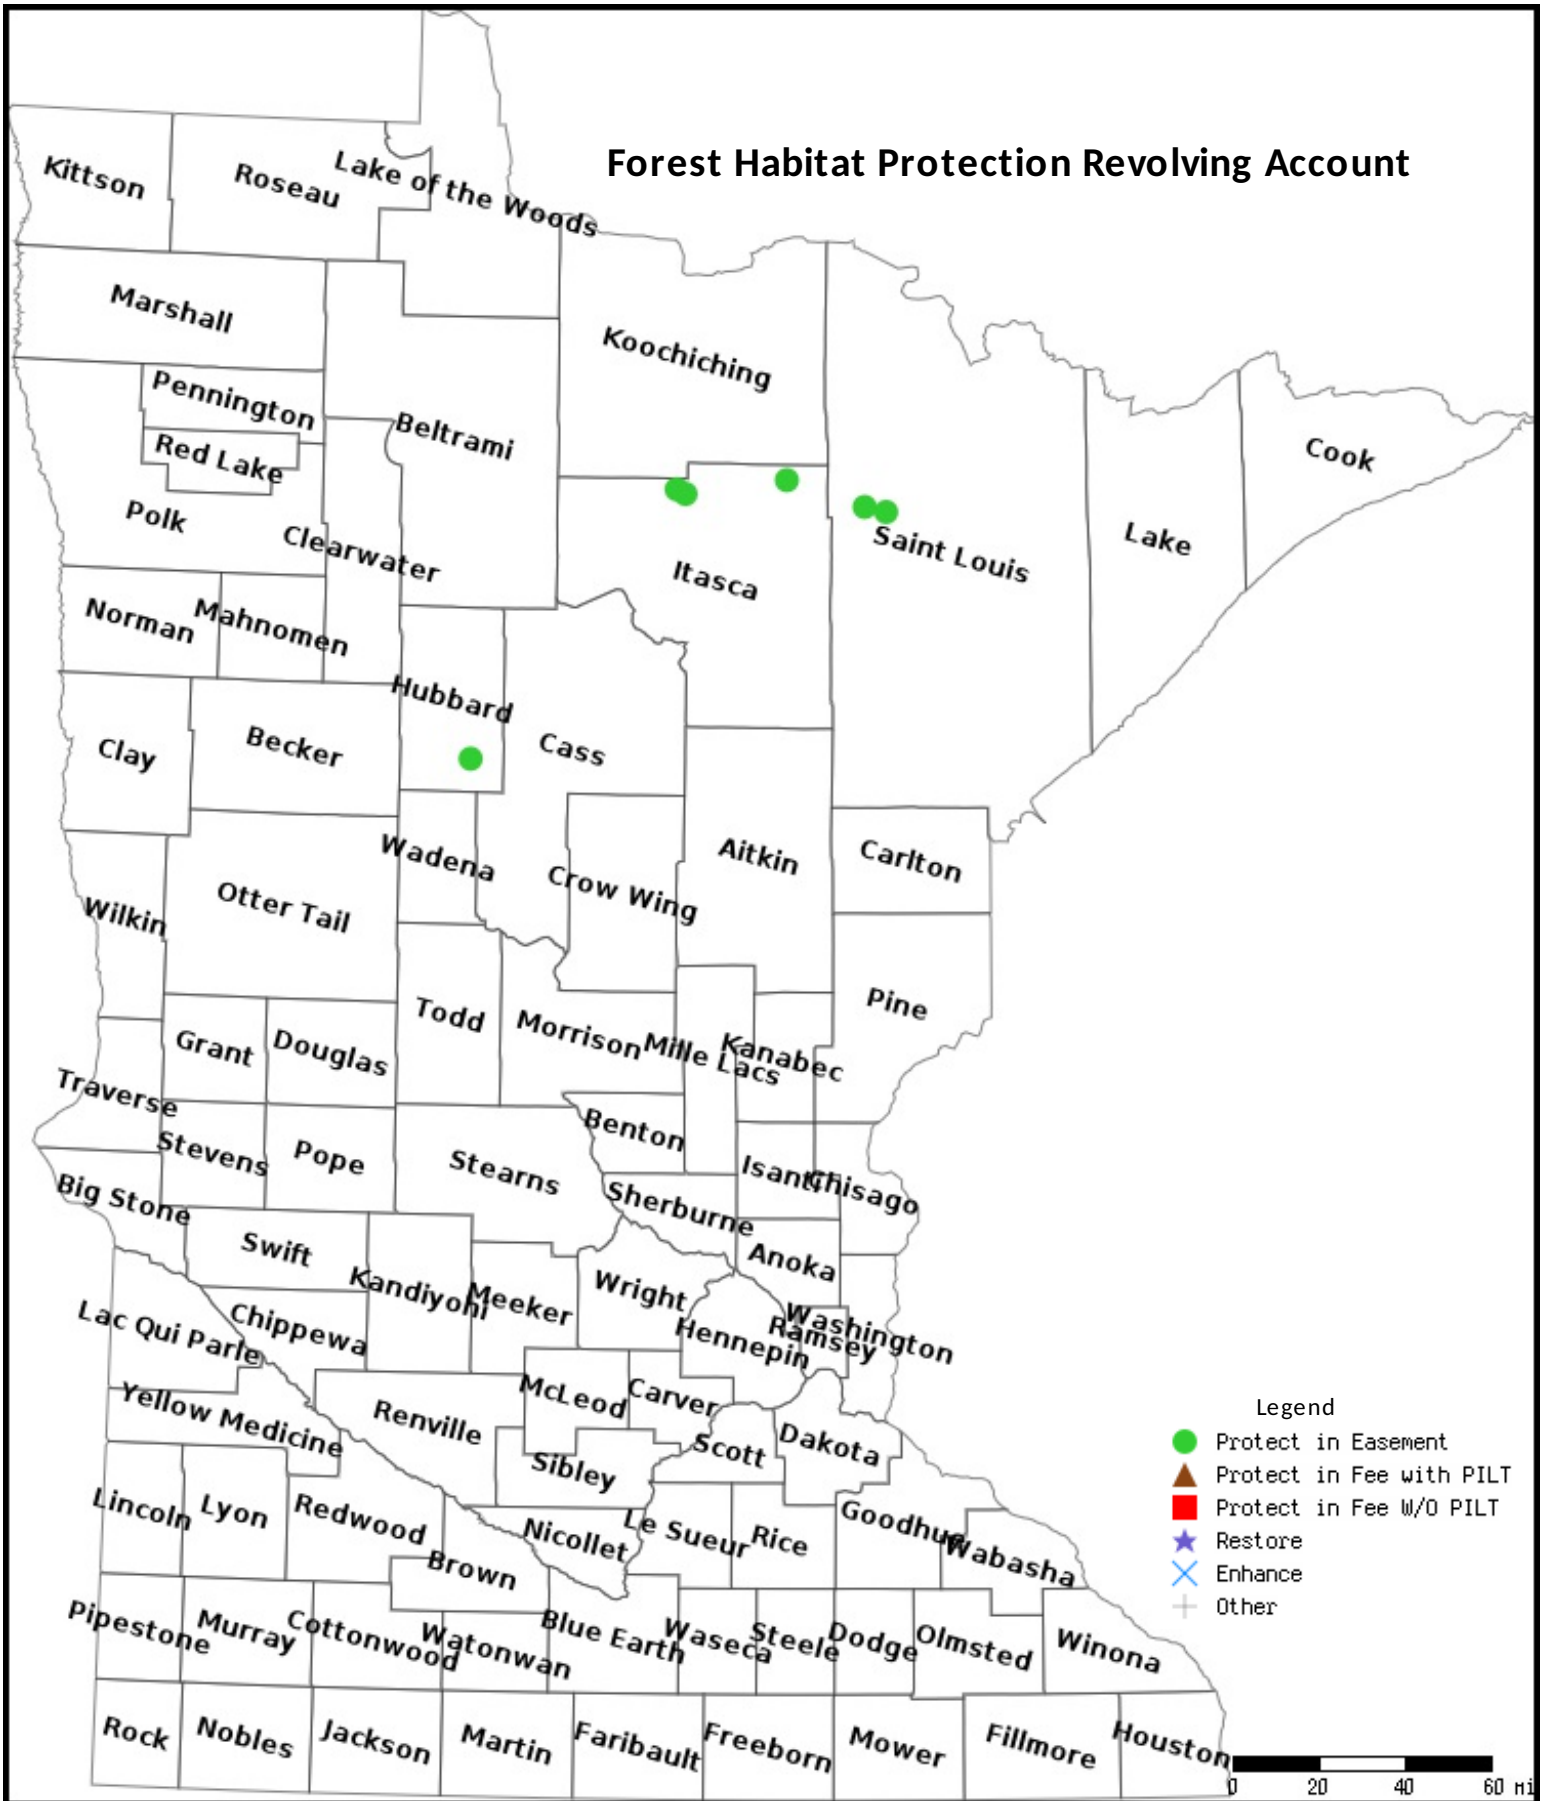 Forest Habitat Protection Revolving Account
Kittson
Roseau
Lake of the Woods
Marshall
Koochiching
Pennington
Beltrami
Red Lake
Cook
Polk
Clearwater
Saint Louis
Lake
Itasca
Norman
Mahnomen
Hubbard
Clay
Becker
Cass
Wadena
Aitkin
Carlton
Otter Tail
Crow Wing
Wilkin
Pine
Todd
Morrison
Mille Lacs
Kanabec
Grant
Douglas
Traverse
Benton
Stevens
Pope
Stearns
Isanti
Chisago
Big Stone
Sherburne
Swift
Anoka
Kandiyohi
Meeker
Wright
Washington
Ramsey
Hennepin
Lac Qui Parle
Chippewa
McLeod
Carver
Yellow Medicine
Renville
Scott
Dakota
Sibley
Legend
Protect in Easement
Protect in Fee with PILT
Protect in Fee W/O PILT
Restore
Enhance
Other
Lincoln
Lyon
Redwood
Nicollet
Le Sueur
Rice
Goodhue
Wabasha
Brown
Pipestone
Murray
Cottonwood
Watonwan
Blue Earth
Waseca
Steele
Dodge
Olmsted
Winona
Rock
Nobles
Jackson
Martin
Faribault
Freeborn
Mower
Fillmore
Houston
0 20 40 60 mi